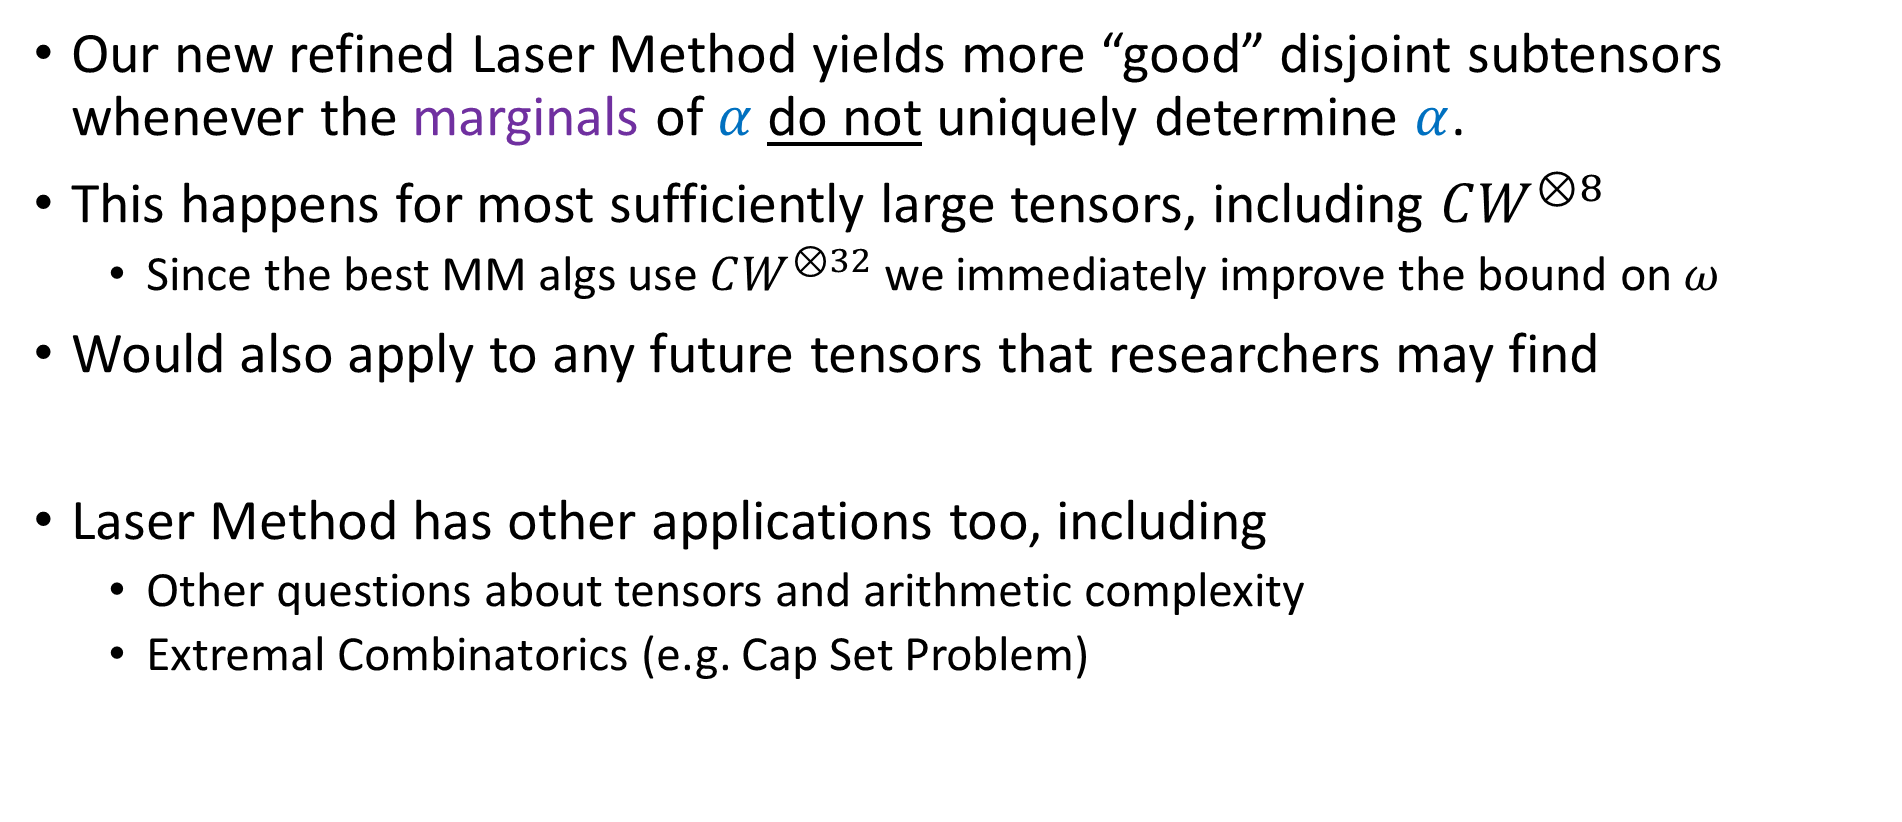 • Our new refined Laser Method yields more “good” disjoint subtensors
whenever the marginals of α do not uniquely determine α.
• This happens for most sufficiently large tensors, including CW⊗8
• Since the best MM algs use CW⊗32 we immediately improve the bound on ω
• Would also apply to any future tensors that researchers may find
• Laser Method has other applications too, including
• Other questions about tensors and arithmetic complexity
• Extremal Combinatorics (e.g. Cap Set Problem)